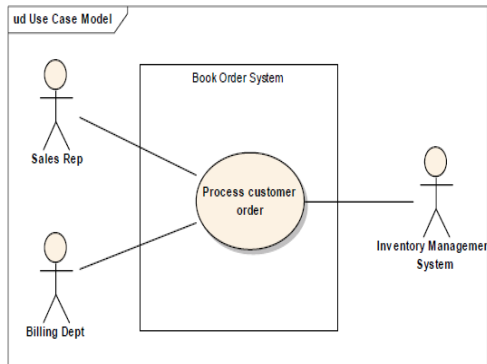 ud Use Case Model
Book Order System
Sales Rep
Process customer
order
Inventory Managemen
System
Billing Dept